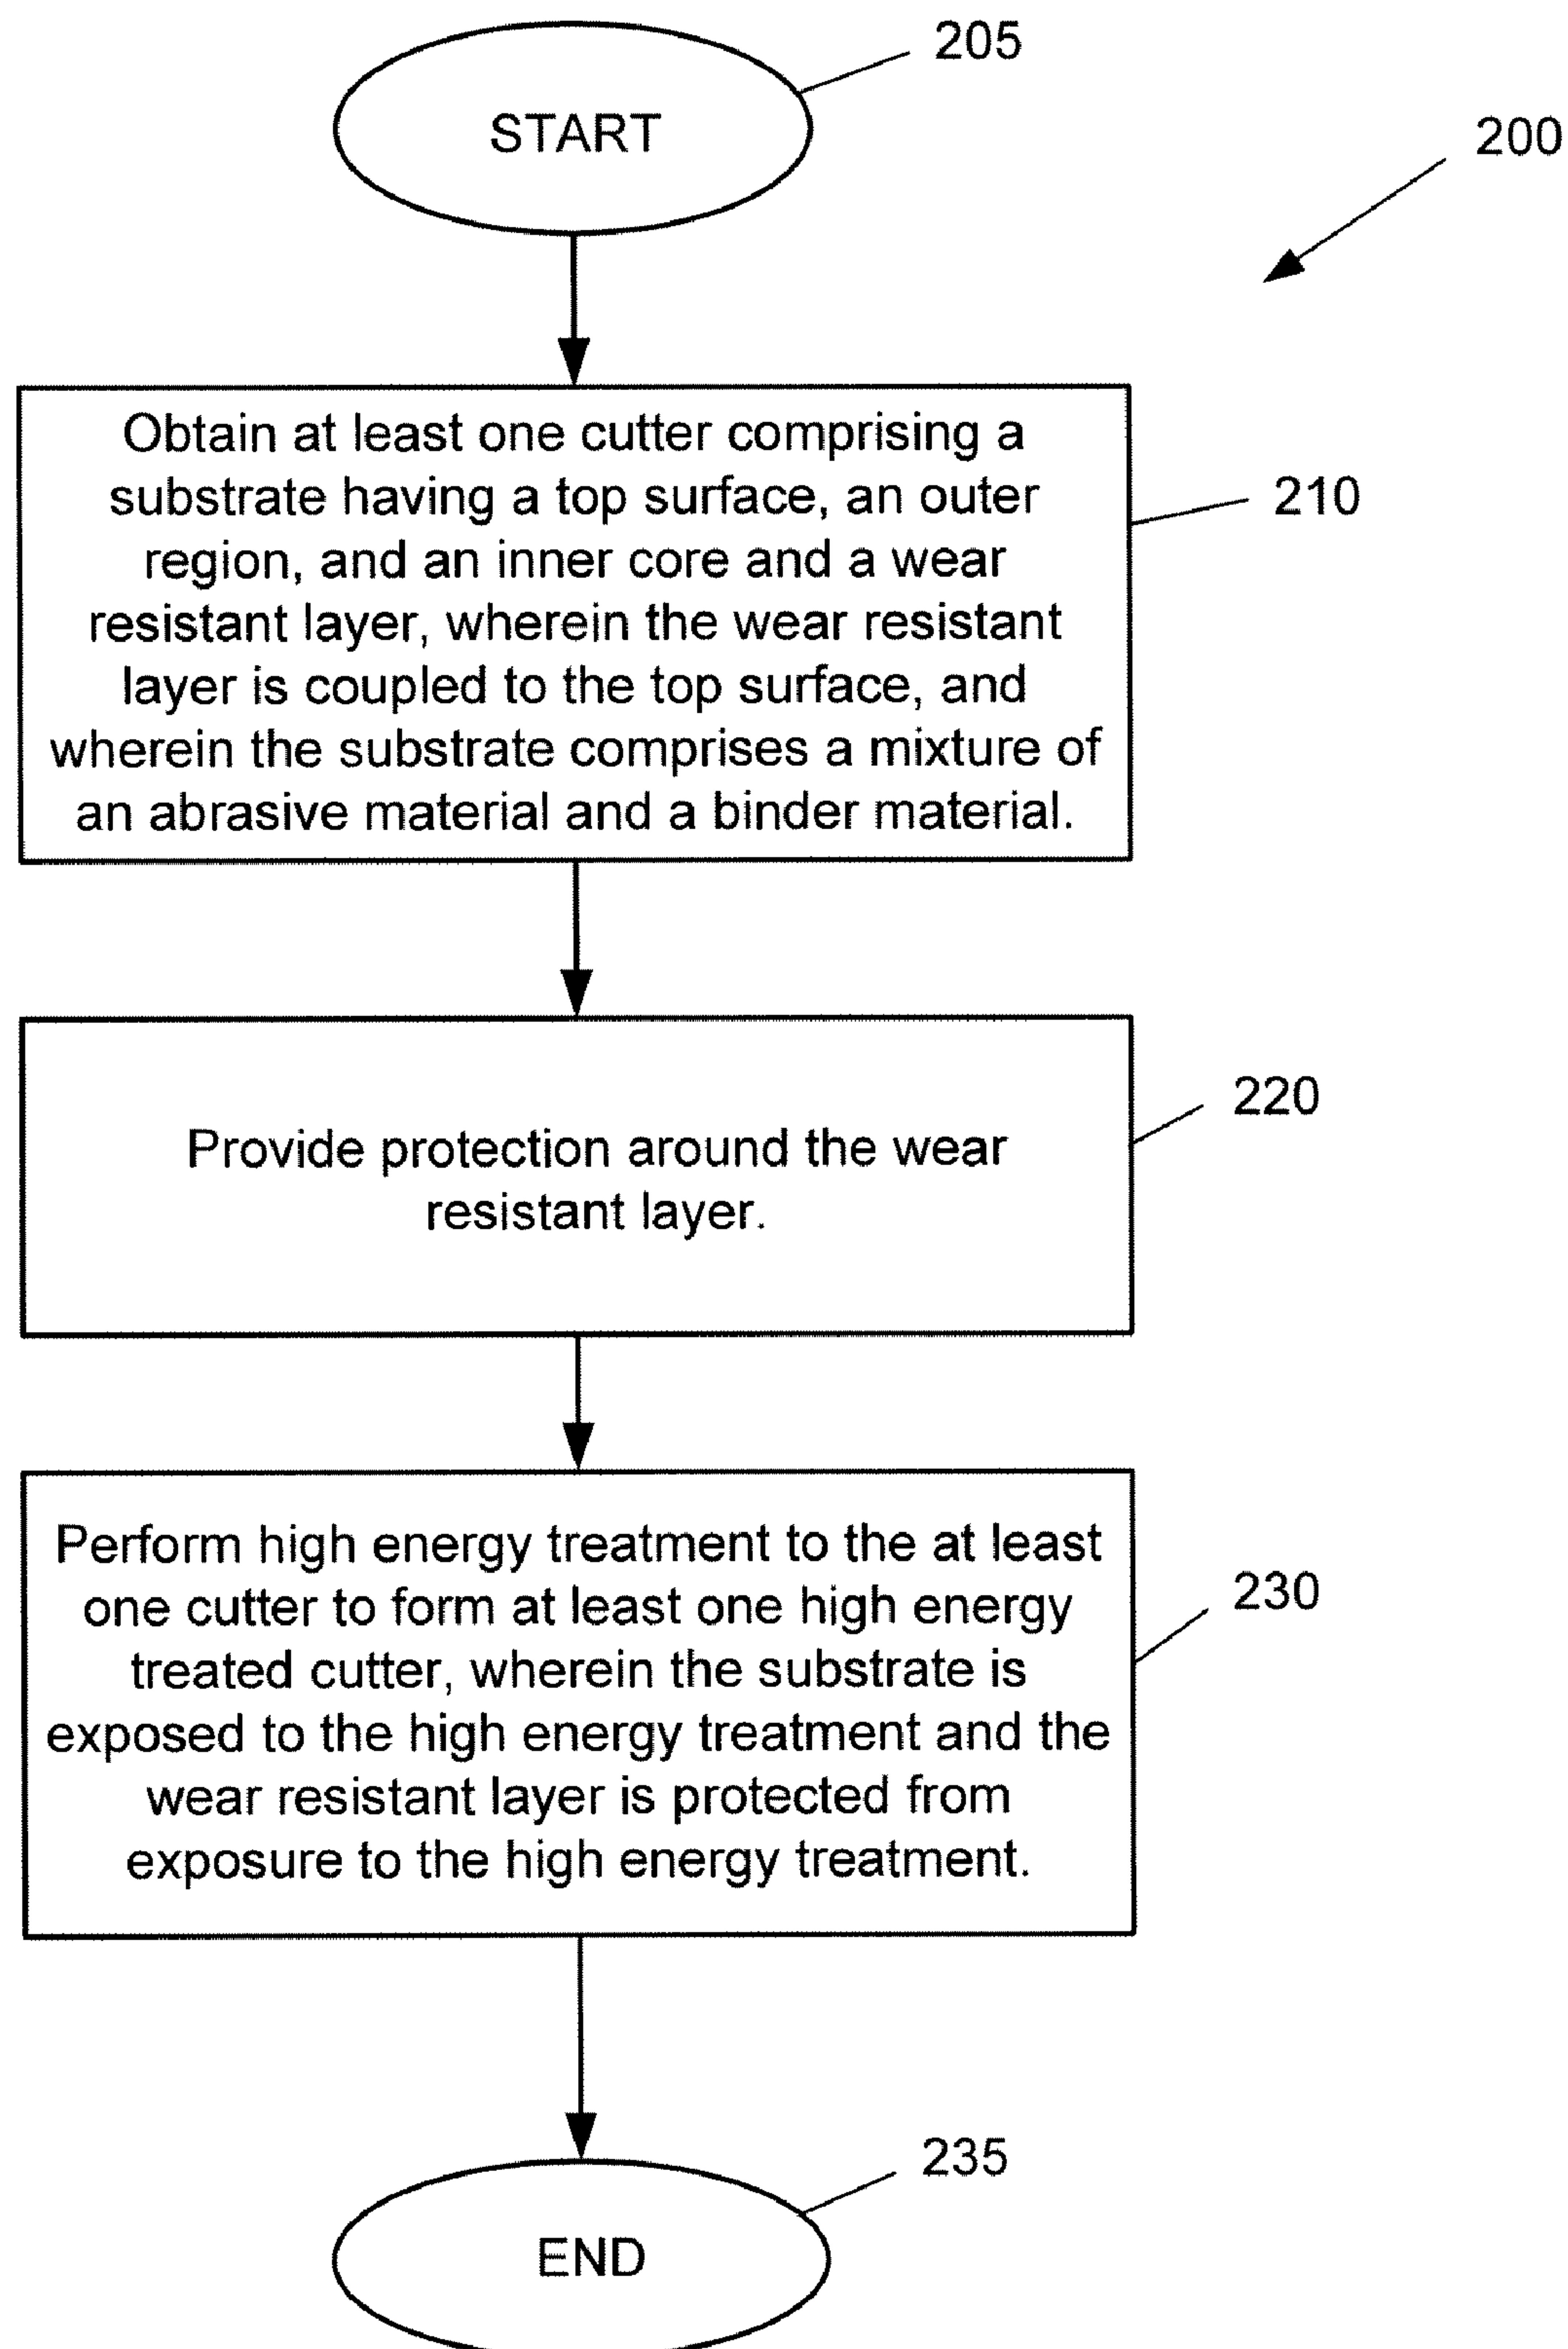 205
START
200
Obtain at least one cutter comprising a
substrate having a top surface, an outer
region, and an inner core and a wear
resistant layer, wherein the wear resistant
layer is coupled to the top surface, and
wherein the substrate comprises a mixture of
an abrasive material and a binder material.
210
Provide protection around the wear
resistant layer.
220
Perform high energy treatment to the at least
one cutter to form at least one high energy
treated cutter, wherein the substrate is
exposed to the high energy treatment and the
wear resistant layer is protected from
exposure to the high energy treatment.
230
235
END